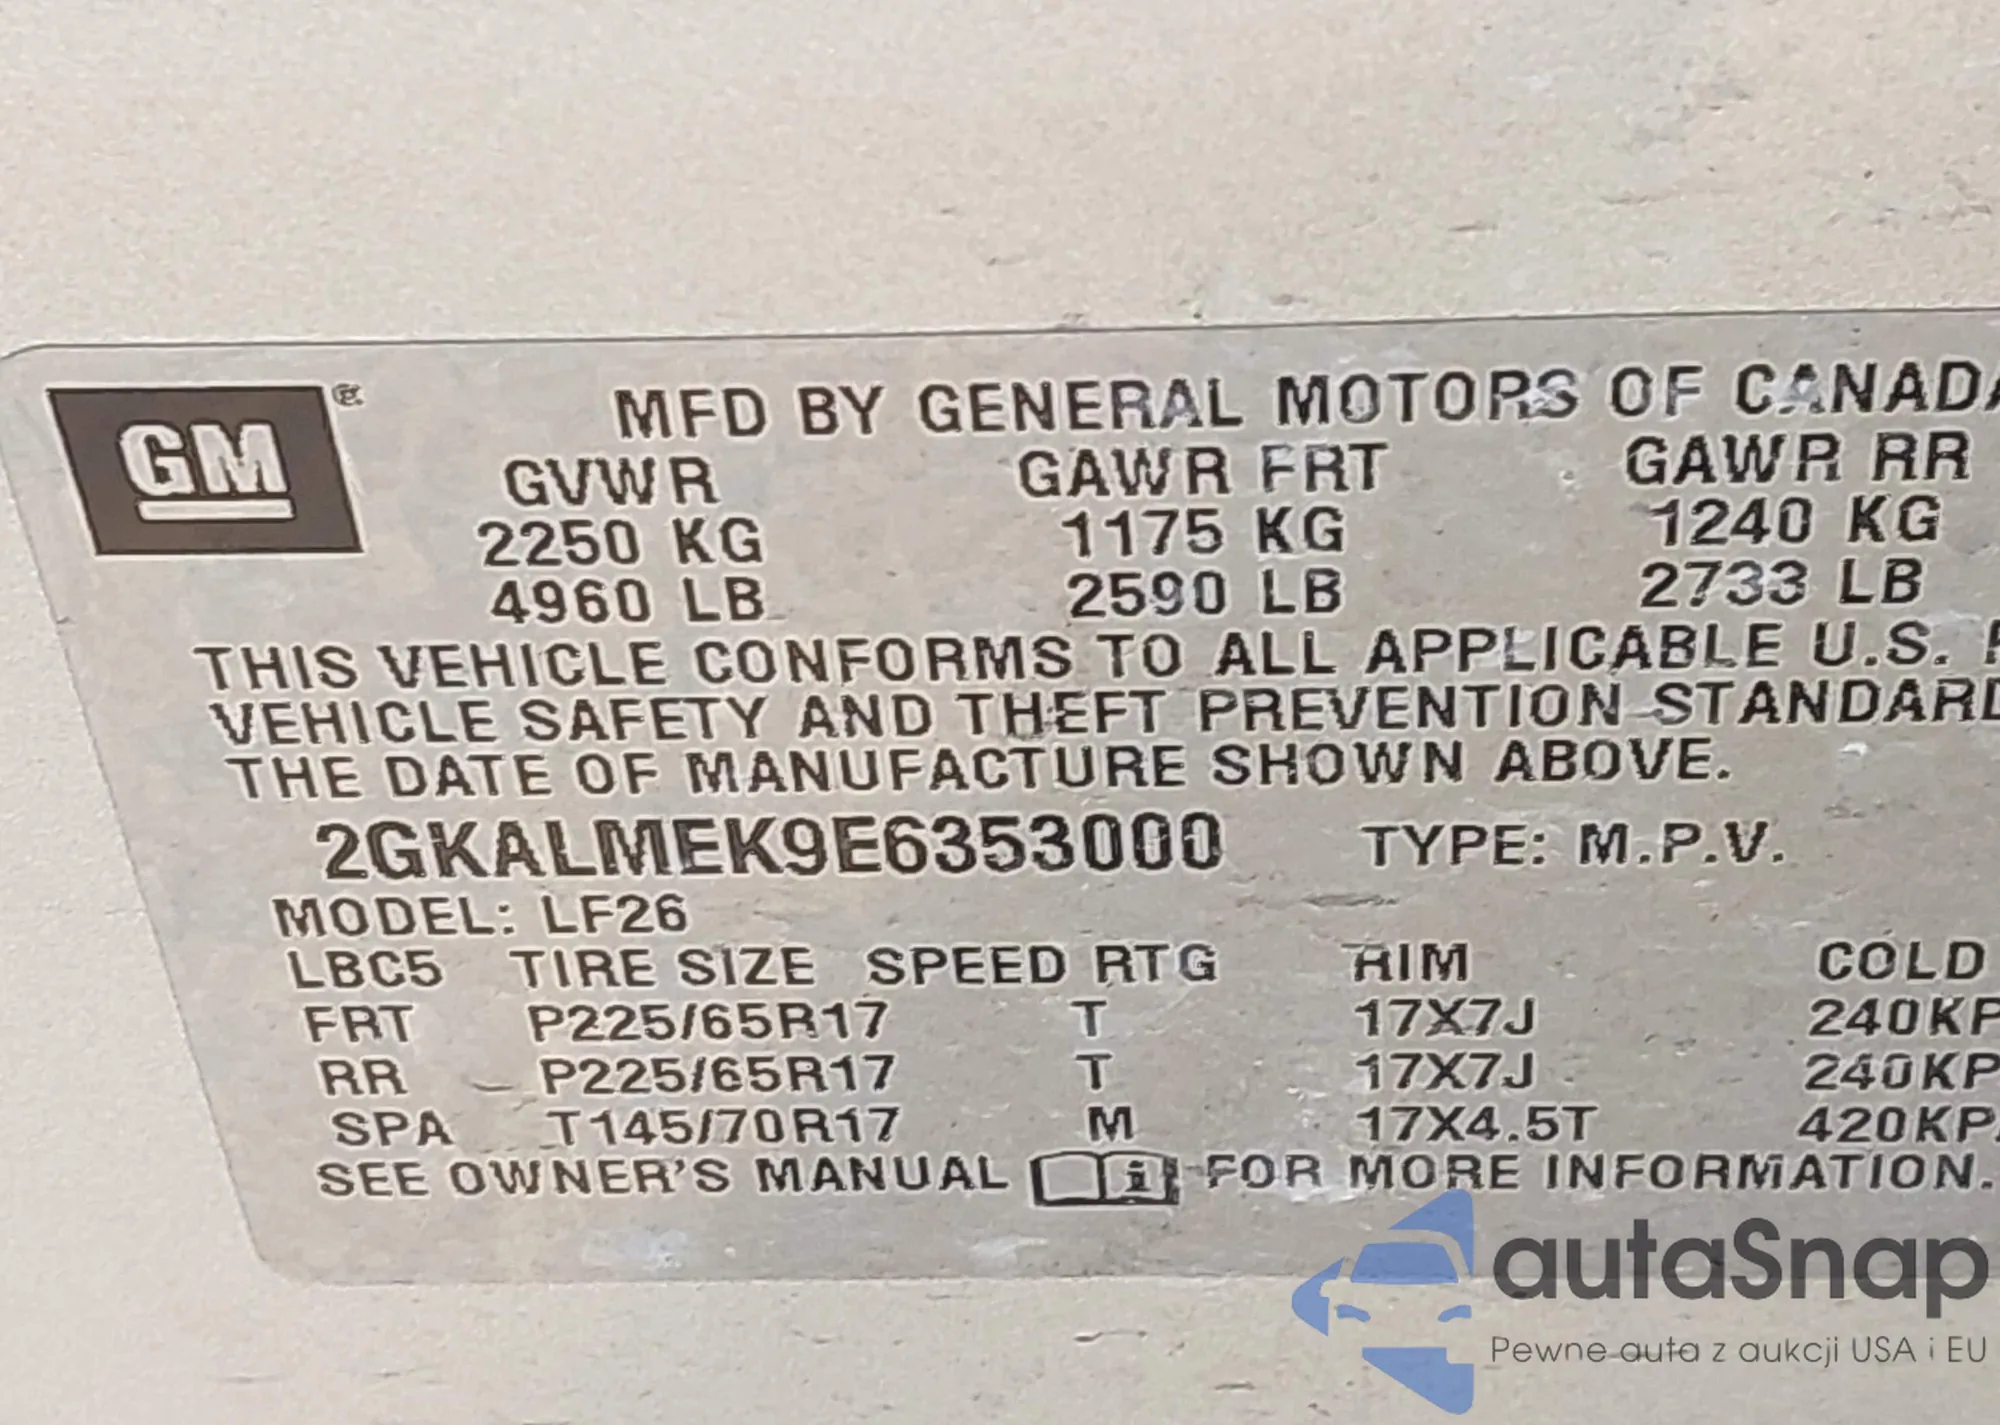 GM
MFD BY GENERAL MOTORS OF CANADA
GVWR GAWR FRT GAWR RR
2250 KG 1175 KG 1240 KG
4960 LB 2590 LB 2733 LB
THIS VEHICLE CONFORMS TO ALL APPLICABLE U.S.
VEHICLE SAFETY AND THEFT PREVENTION STANDARD
THE DATE OF MANUFACTURE SHOWN ABOVE.
2GKALMEK9E6353000 TYPE: M.P.V.
MODEL: LF26
LBC5 TIRE SIZE SPEED RTG RIM COLD
FRT P225/65R17 T 17X7J 240KP
RR P225/65R17 T 17X7J 240KP
SPA T145/70R17 M 17X4.5T 420KPA
SEE OWNER'S MANUAL FOR MORE INFORMATION.
autaSnap
Pewne auta z aukcji USA i EU